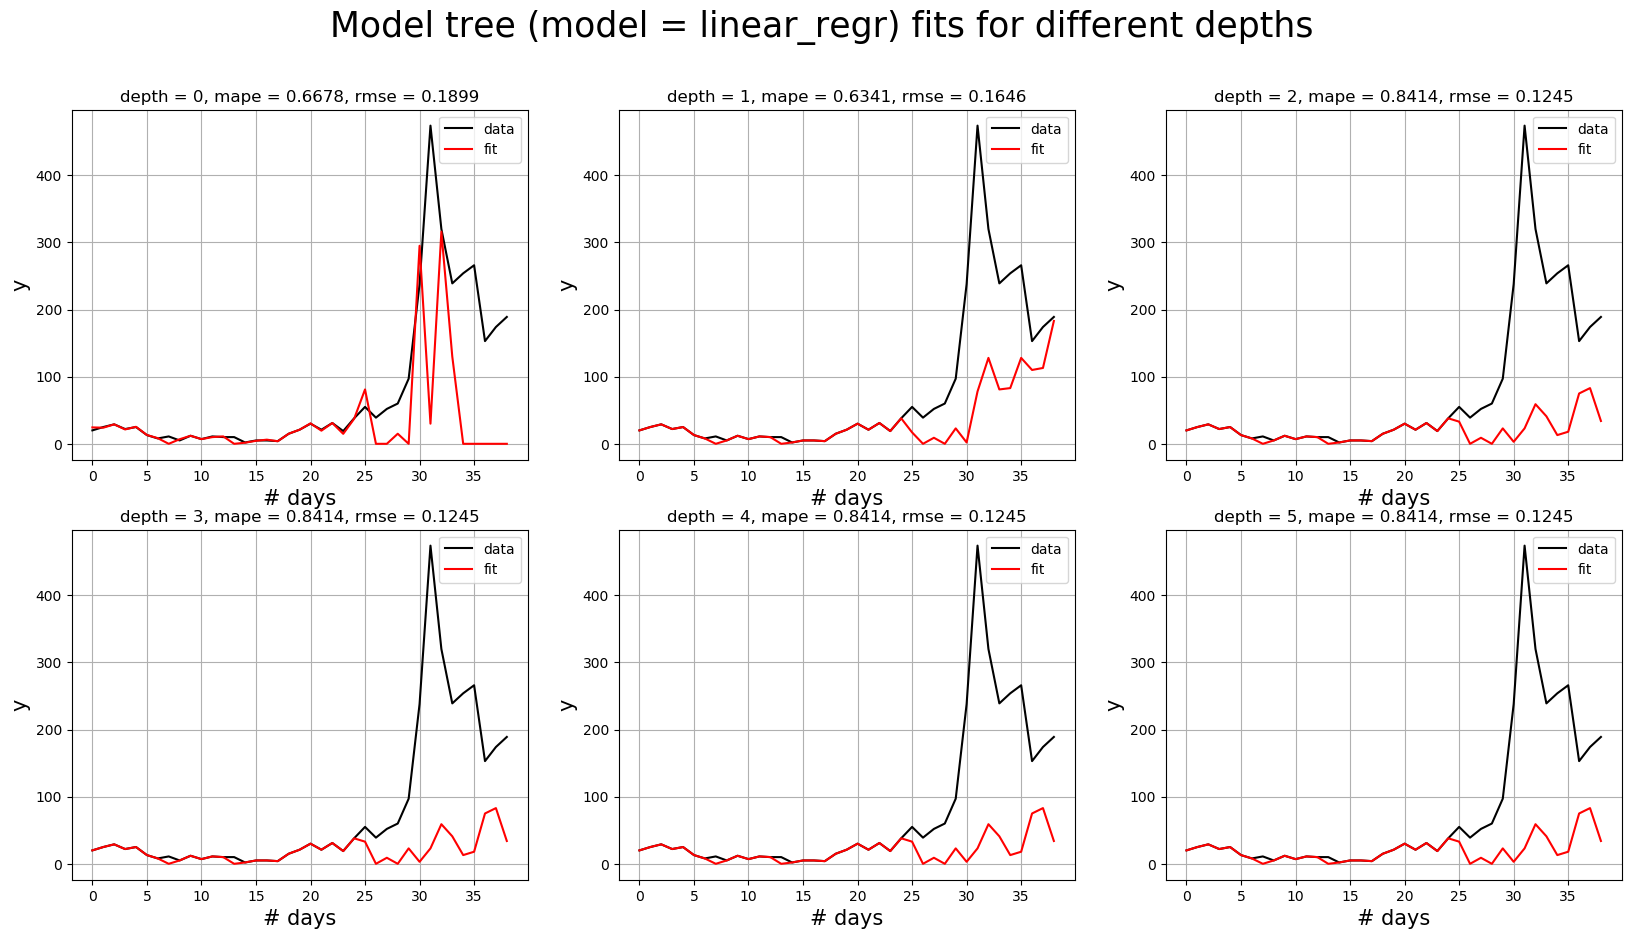 Model tree (model = linear_regr) fits for different depths
depth = 0, mape = 0.6678, rmse = 0.1899
data
fit
400
300
200
100
0
y
0 5 10 15 20 25 30 35
# days
depth = 1, mape = 0.6341, rmse = 0.1646
data
fit
400
300
200
100
0
y
0 5 10 15 20 25 30 35
# days
depth = 2, mape = 0.8414, rmse = 0.1245
data
fit
400
300
200
100
0
y
0 5 10 15 20 25 30 35
# days
depth = 3, mape = 0.8414, rmse = 0.1245
data
fit
400
300
200
100
0
y
0 5 10 15 20 25 30 35
# days
depth = 4, mape = 0.8414, rmse = 0.1245
data
fit
400
300
200
100
0
y
0 5 10 15 20 25 30 35
# days
depth = 5, mape = 0.8414, rmse = 0.1245
data
fit
400
300
200
100
0
y
0 5 10 15 20 25 30 35
# days